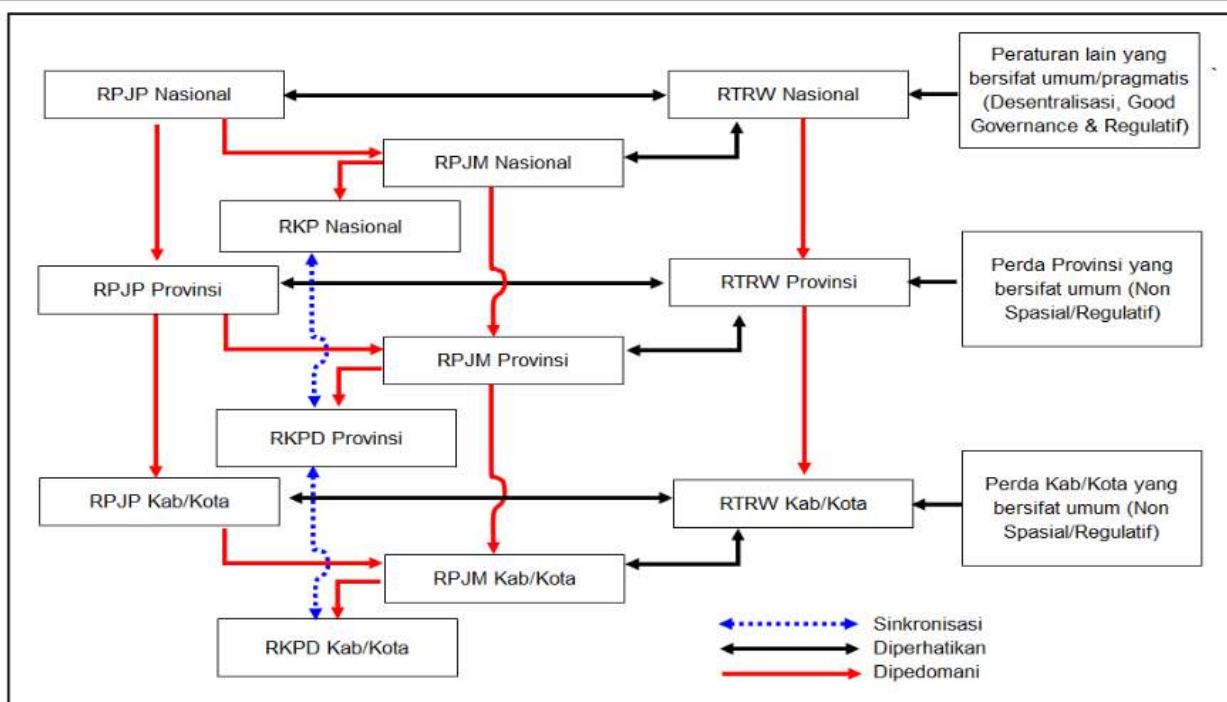 RPJP Nasional
RTRW Nasional
Peraturan lain yang
bersifat umum/pragmatis
(Desentralisasi, Good
Governance & Regulatif)
`
RPJM Nasional
RKP Nasional
RPJP Provinsi
RTRW Provinsi
Perda Provinsi yang
bersifat umum (Non
Spasial/Regulatif)
RPJM Provinsi
RKPD Provinsi
RPJP Kab/Kota
RTRW Kab/Kota
Perda Kab/Kota yang
bersifat umum (Non
Spasial/Regulatif)
RPJM Kab/Kota
RKPD Kab/Kota
Sinkronisasi
Diperhatikan
Dipedomani